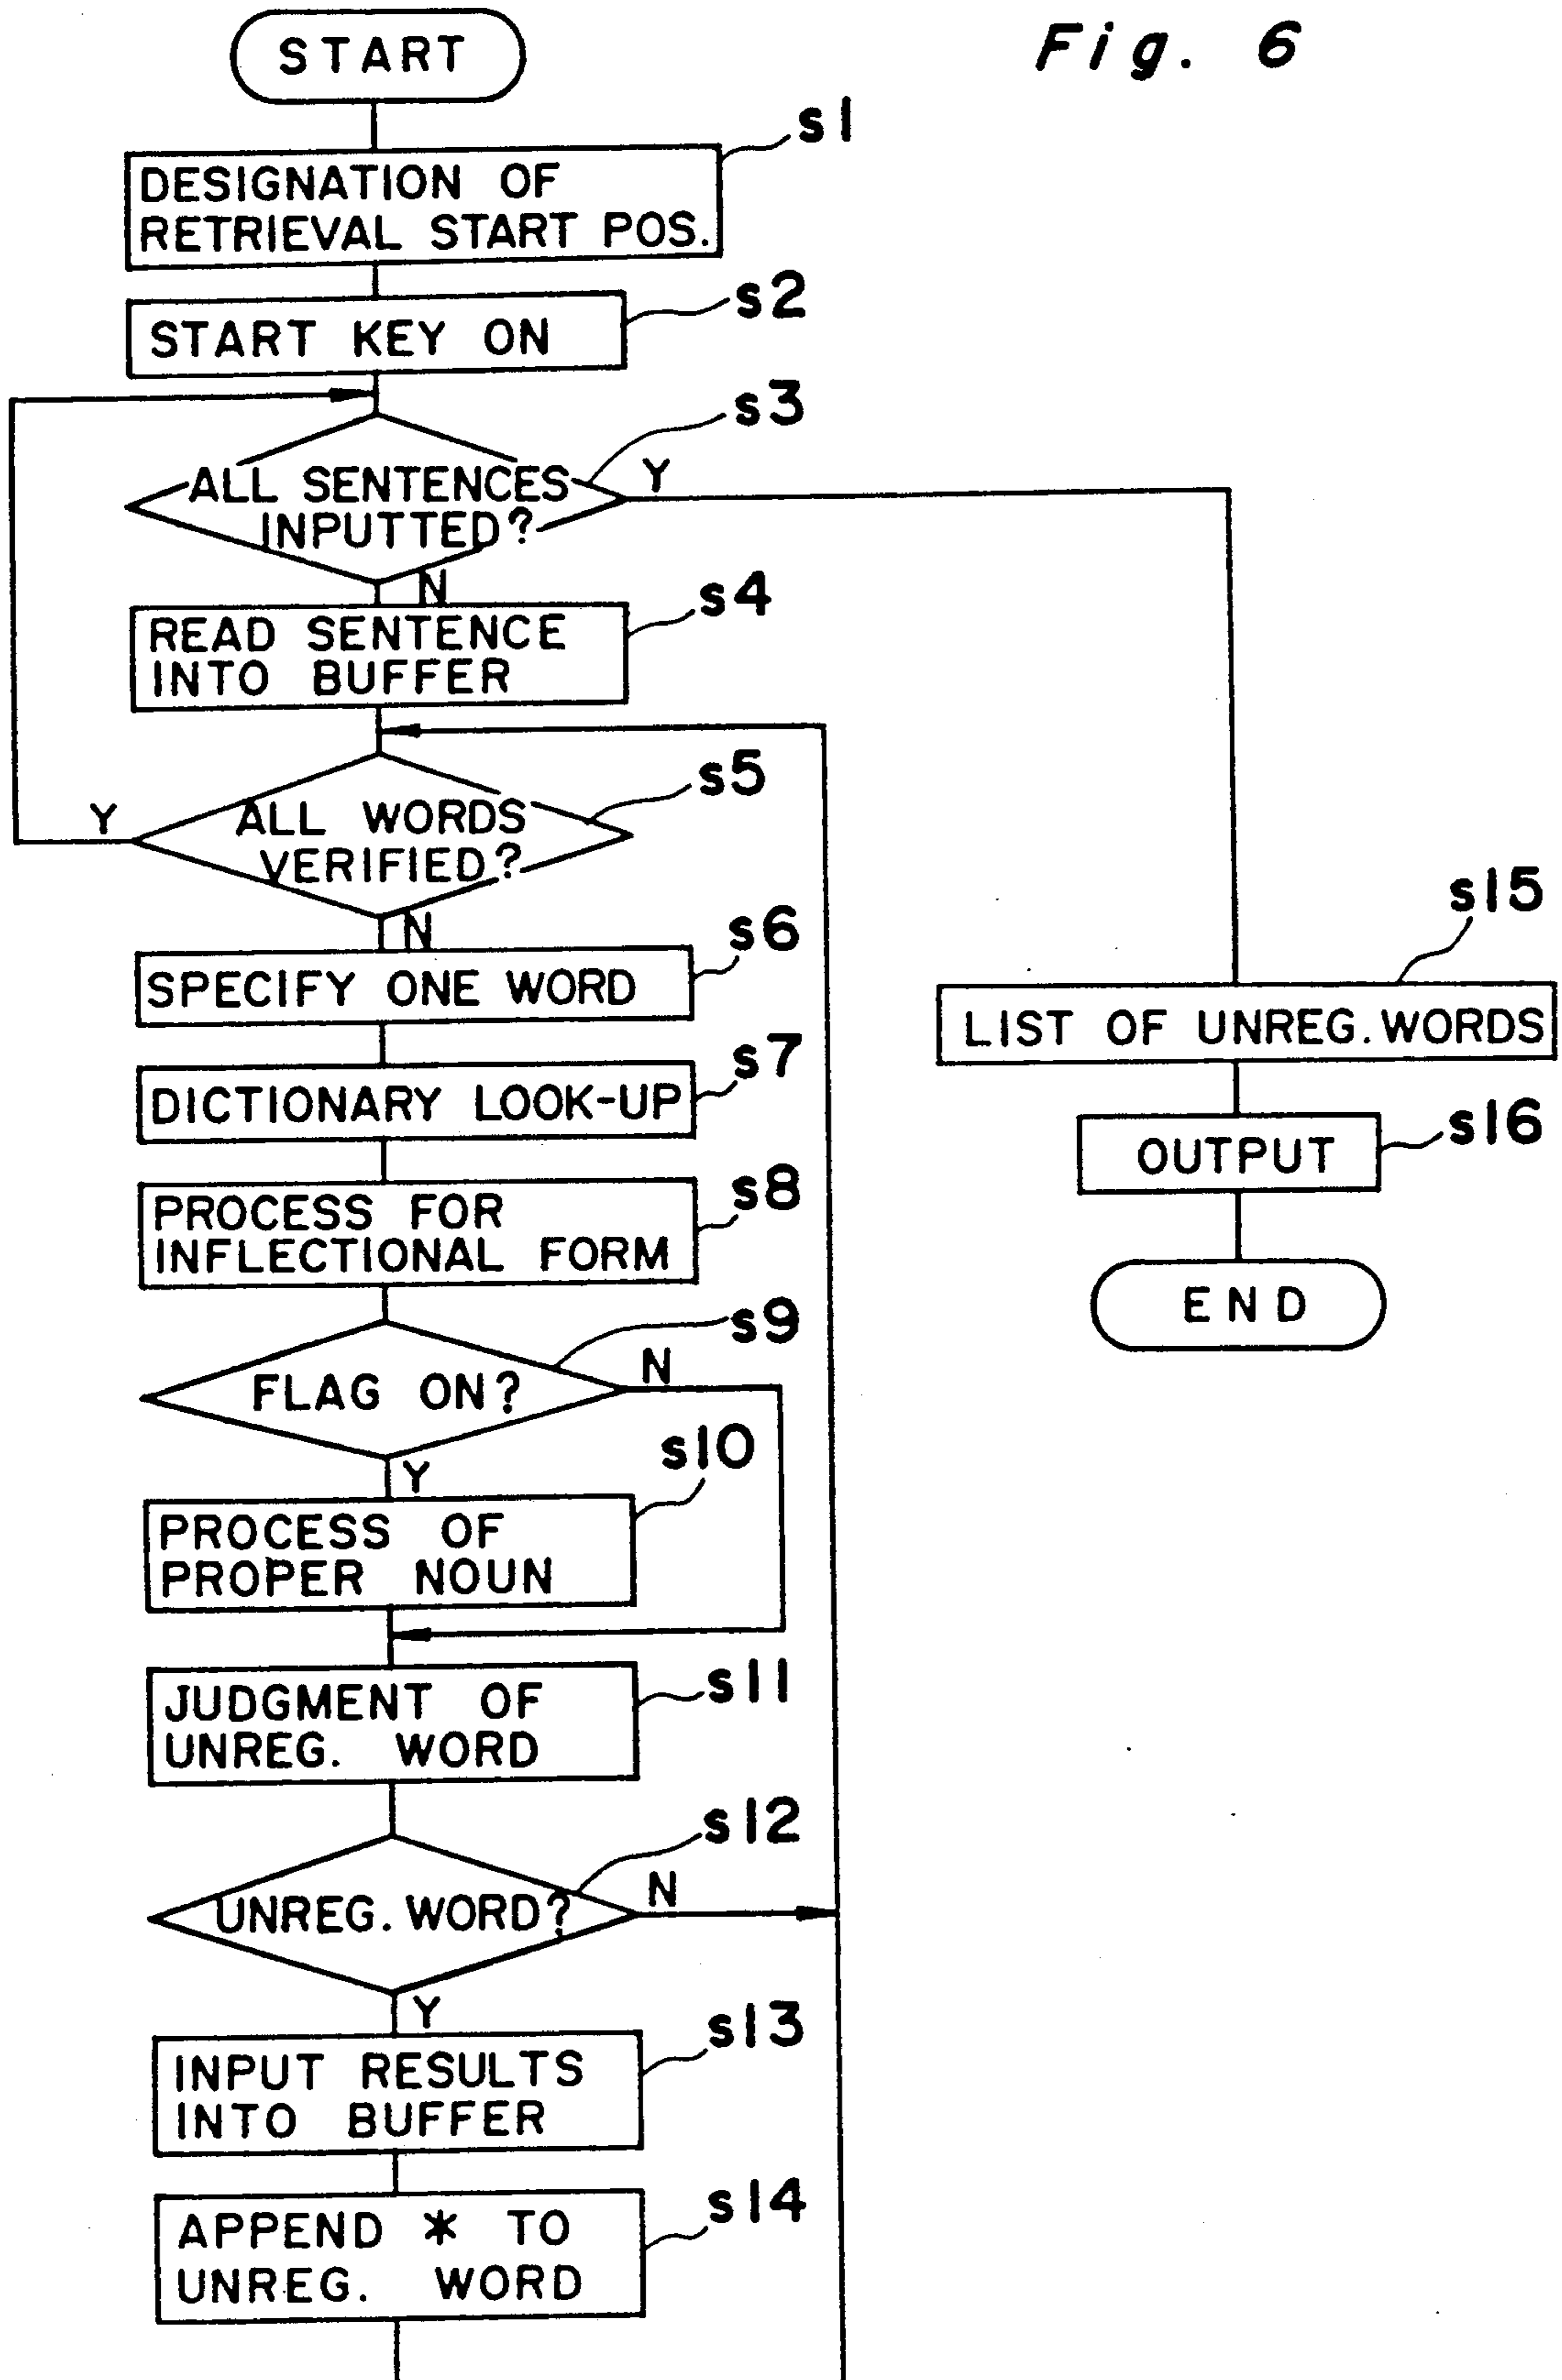 Fig. 6
START
s1
DESIGNATION OF
RETRIEVAL START POS.
s2
START KEY ON
s3
ALL SENTENCES
INPUTTED?
Y
N
s4
READ SENTENCE
INTO BUFFER
s5
ALL WORDS
VERIFIED?
Y
N
s6
SPECIFY ONE WORD
s7
DICTIONARY LOOK-UP
s8
PROCESS FOR
INFLECTIONAL FORM
s9
FLAG ON?
N
Y
s10
PROCESS OF
PROPER NOUN
s11
JUDGMENT OF
UNREG. WORD
s12
UNREG. WORD?
N
Y
s13
INPUT RESULTS
INTO BUFFER
s14
APPEND * TO
UNREG. WORD
s15
LIST OF UNREG. WORDS
s16
OUTPUT
END